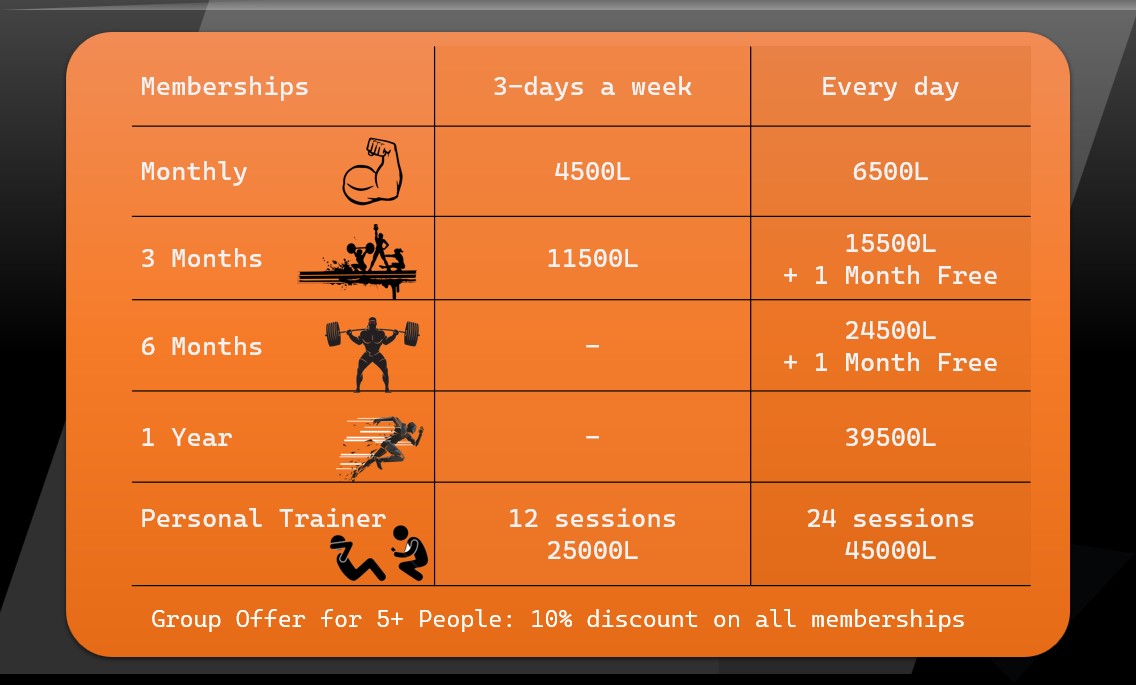 Memberships
3-days a week
Every day
Monthly
4500L
6500L
3 Months
11500L
15500L
+ 1 Month Free
6 Months
-
24500L
+ 1 Month Free
1 Year
-
39500L
Personal Trainer
12 sessions
25000L
24 sessions
45000L
Group Offer for 5+ People: 10% discount on all memberships